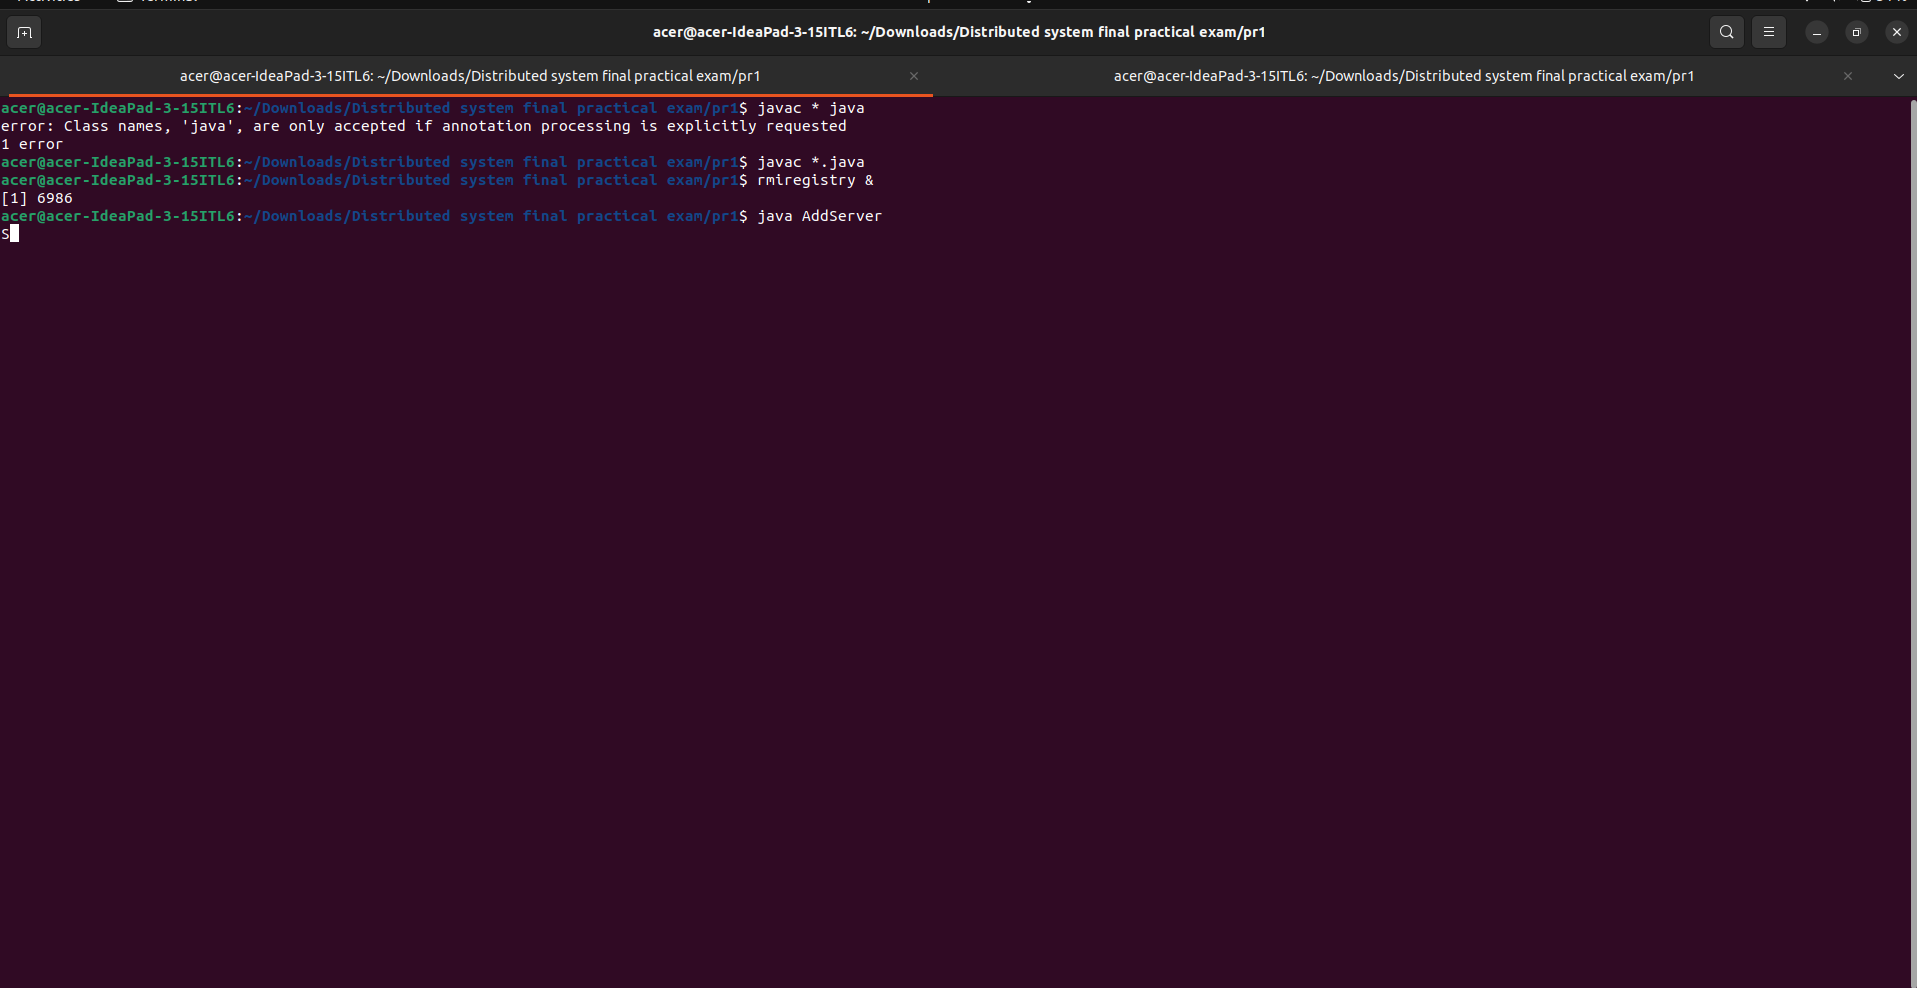 acer@acer-IdeaPad-3-15ITL6: ~/Downloads/Distributed system final practical exam/pr1
acer@acer-IdeaPad-3-15ITL6: ~/Downloads/Distributed system final practical exam/pr1
acer@acer-IdeaPad-3-15ITL6: ~/Downloads/Distributed system final practical exam/pr1
acer@acer-IdeaPad-3-15ITL6:~/Downloads/Distributed system final practical exam/pr1$ javac * java
error: Class names, 'java', are only accepted if annotation processing is explicitly requested
1 error
acer@acer-IdeaPad-3-15ITL6:~/Downloads/Distributed system final practical exam/pr1$ javac *.java
acer@acer-IdeaPad-3-15ITL6:~/Downloads/Distributed system final practical exam/pr1$ rmiregistry &
[1] 6986
acer@acer-IdeaPad-3-15ITL6:~/Downloads/Distributed system final practical exam/pr1$ java AddServer
S